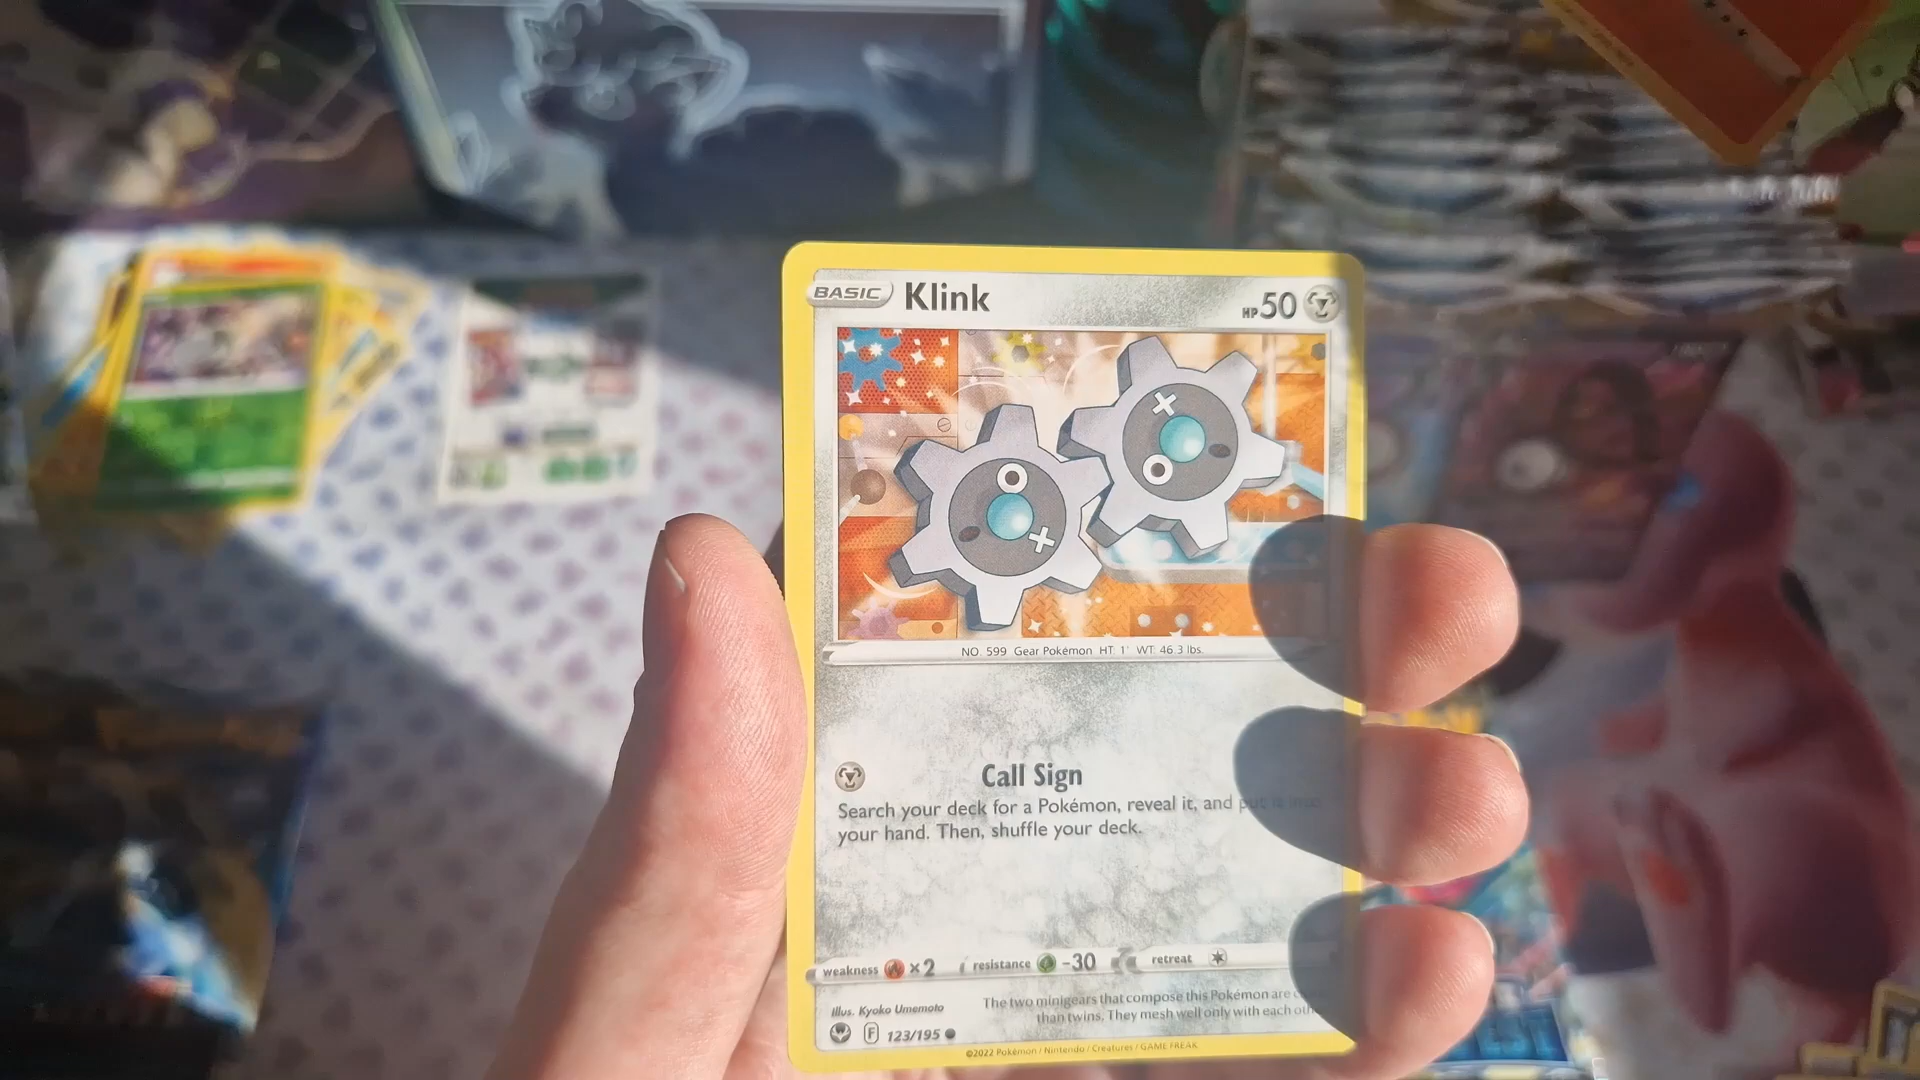 BASIC Klink HP 50
NO. 599 Gear Pokémon HT: 1' WT: 46.3 lbs.
Call Sign
Search your deck for a Pokémon, reveal it, and put it into
your hand. Then, shuffle your deck.
weakness ×2 resistance -30 retreat
Illus. Kyoko Umemoto
The two minigears that compose this Pokémon are
than twins. They mesh well only with each
F 123/195
©2022 Pokémon / Nintendo / Creatures / GAME FREAK